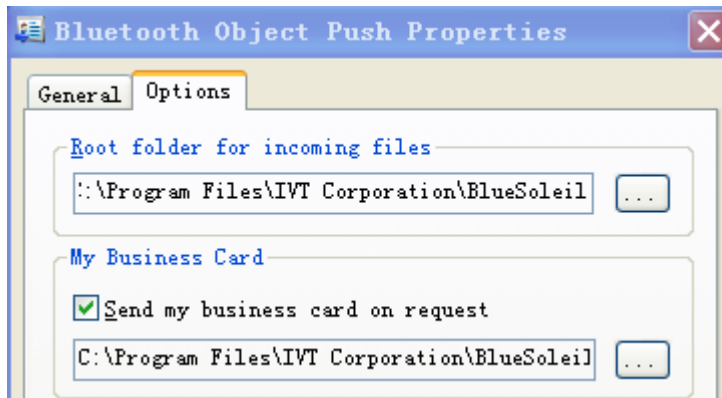 Bluetooth Object Push Properties
General Options
Root folder for incoming files
:\Program Files\IVT Corporation\BlueSoleil
...
My Business Card
Send my business card on request
C:\Program Files\IVT Corporation\BlueSoleil
...